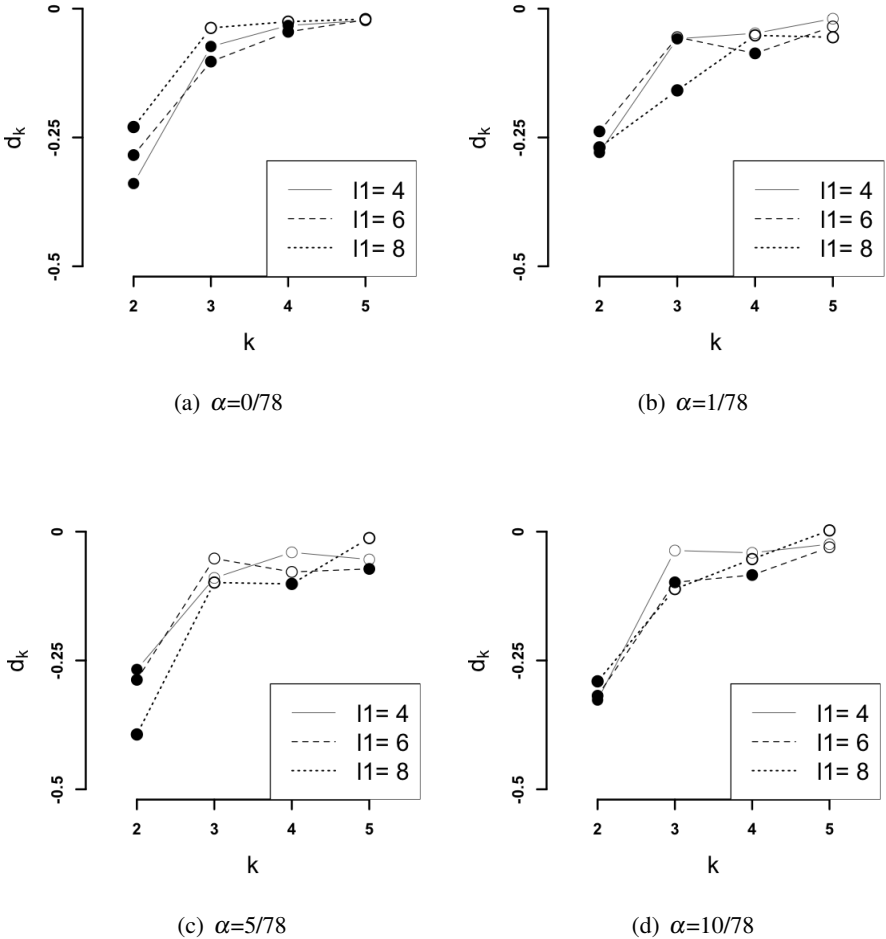 0
-0.25
-0.5
d_k
2 3 4 5
k
l1= 4
l1= 6
l1= 8
(a) α=0/78
0
-0.25
-0.5
d_k
2 3 4 5
k
l1= 4
l1= 6
l1= 8
(b) α=1/78
0
-0.25
-0.5
d_k
2 3 4 5
k
l1= 4
l1= 6
l1= 8
(c) α=5/78
0
-0.25
-0.5
d_k
2 3 4 5
k
l1= 4
l1= 6
l1= 8
(d) α=10/78